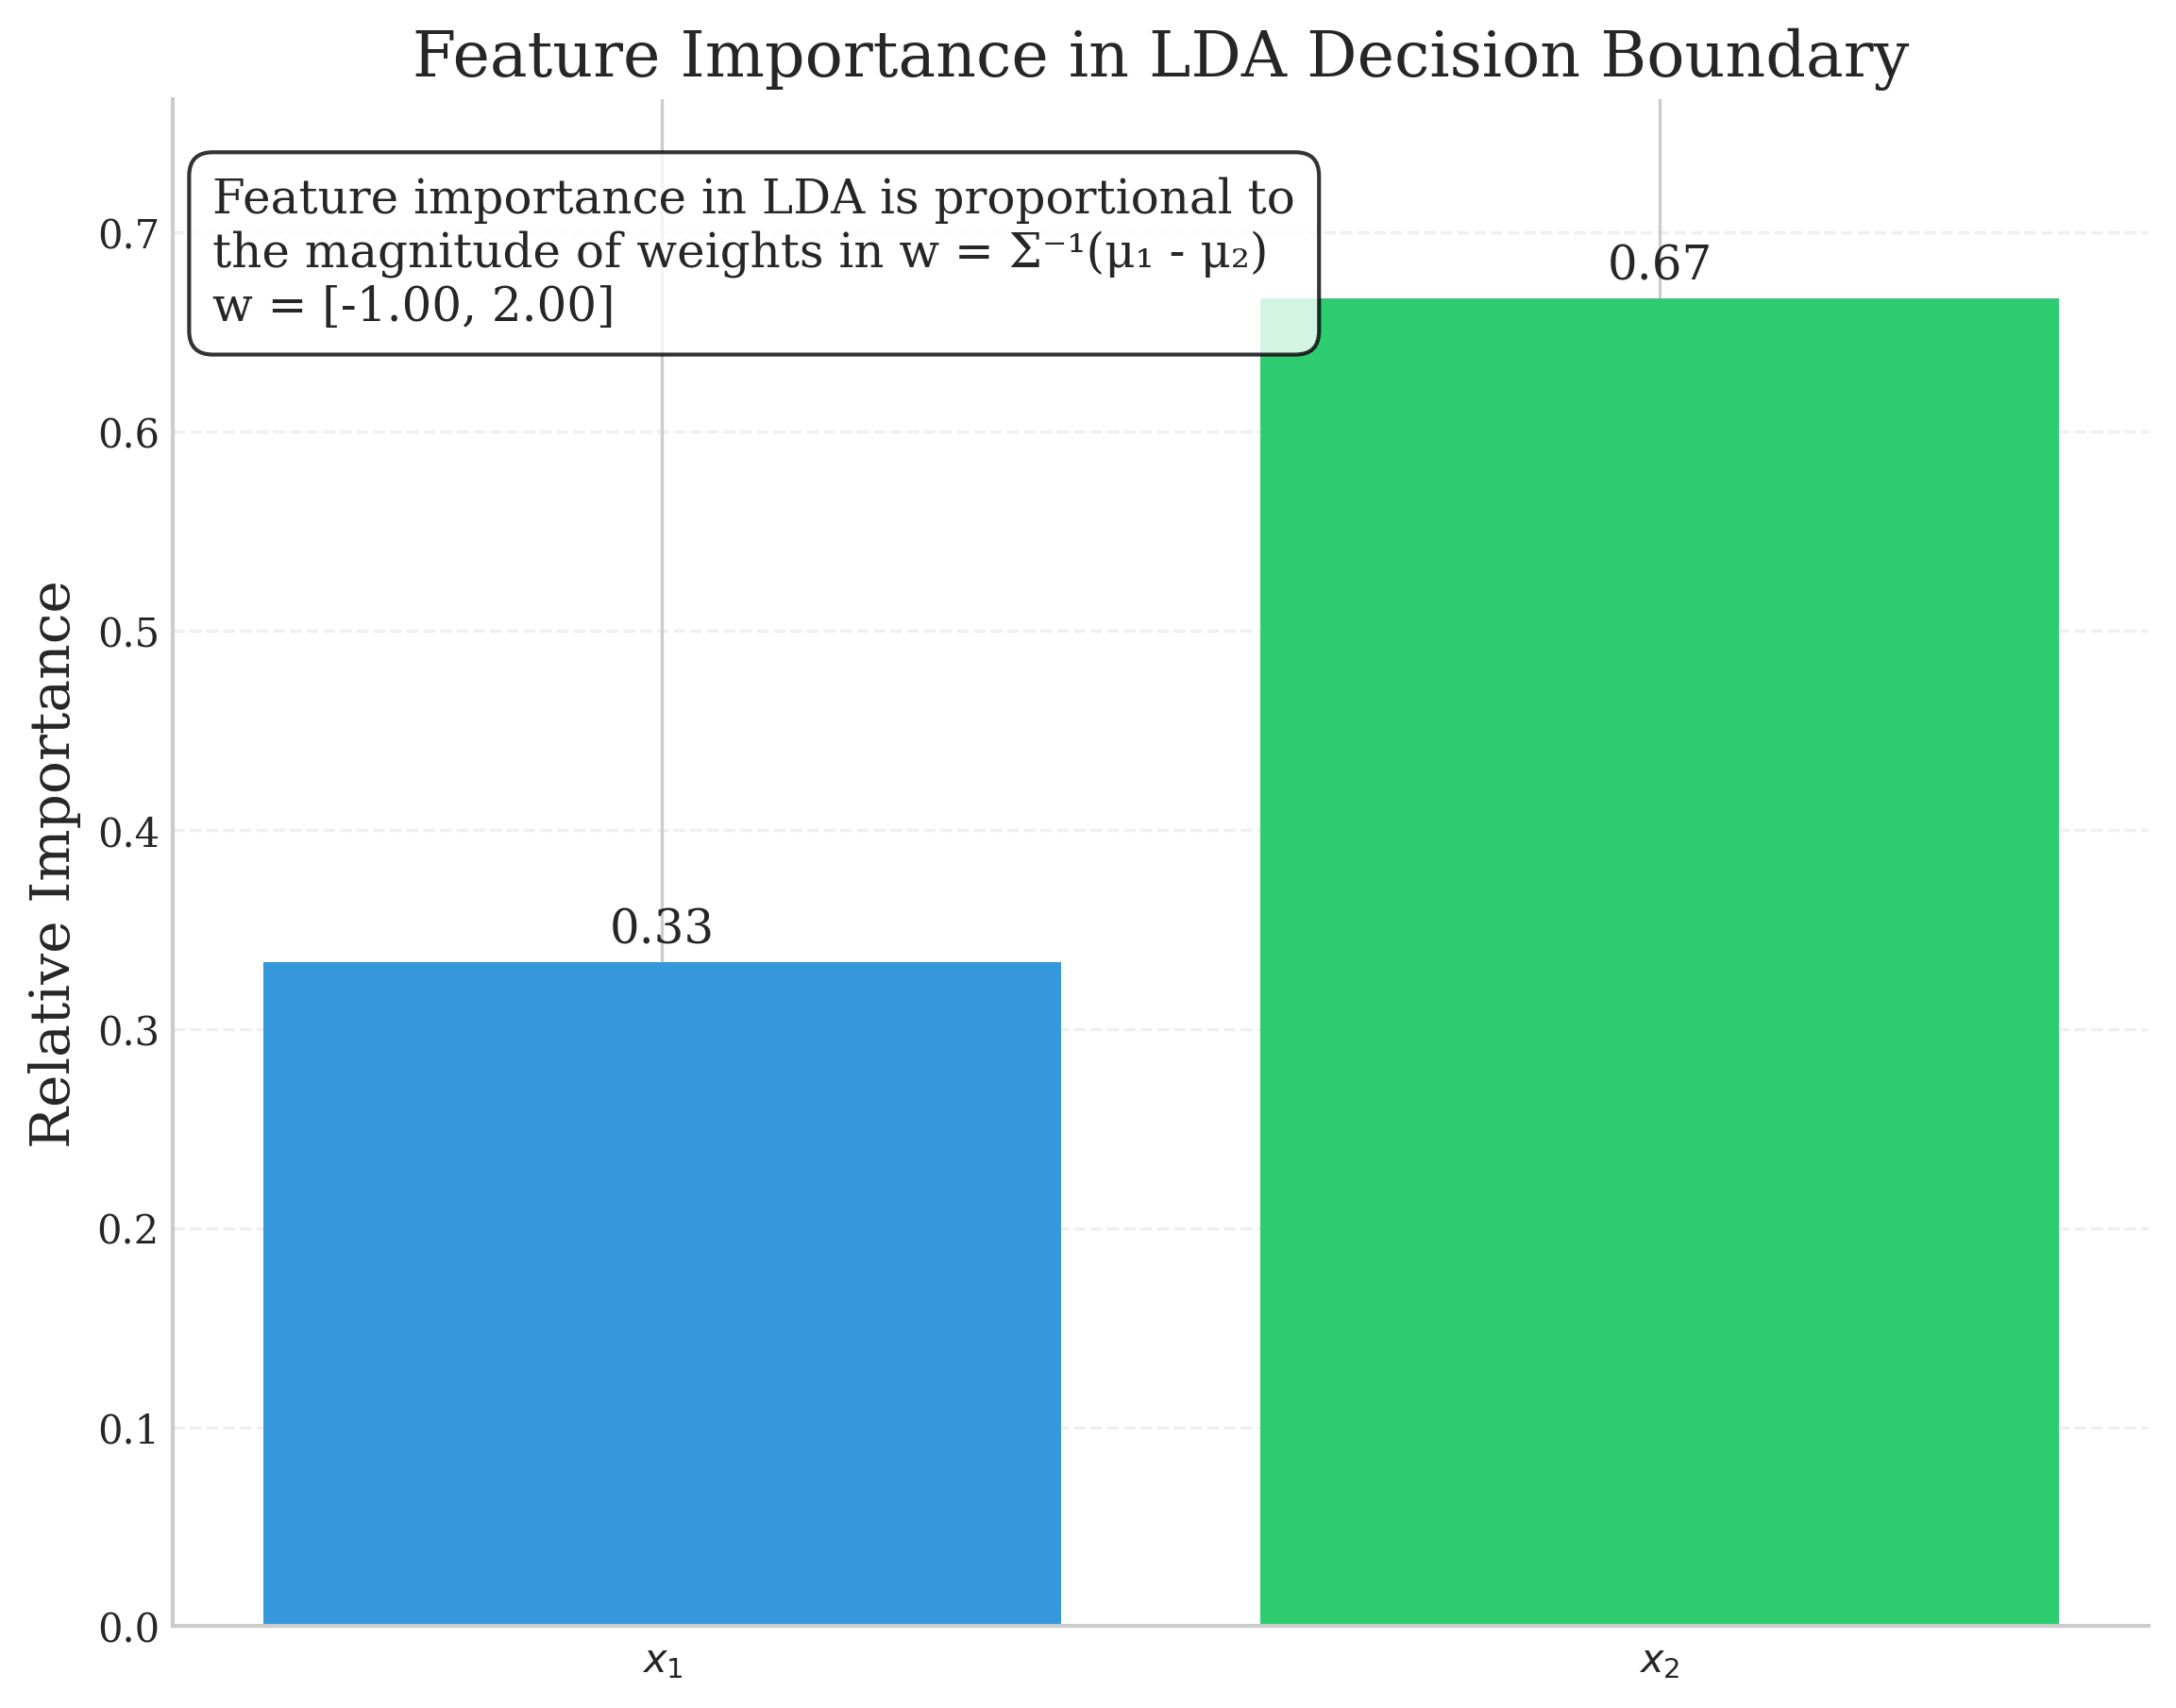 Feature Importance in LDA Decision Boundary
Feature importance in LDA is proportional to
the magnitude of weights in w = Σ⁻¹(μ₁ - μ₂)
w = [-1.00, 2.00]
Relative Importance
0.7
0.6
0.5
0.4
0.3
0.2
0.1
0.0
0.33
0.67
x₁
x₂